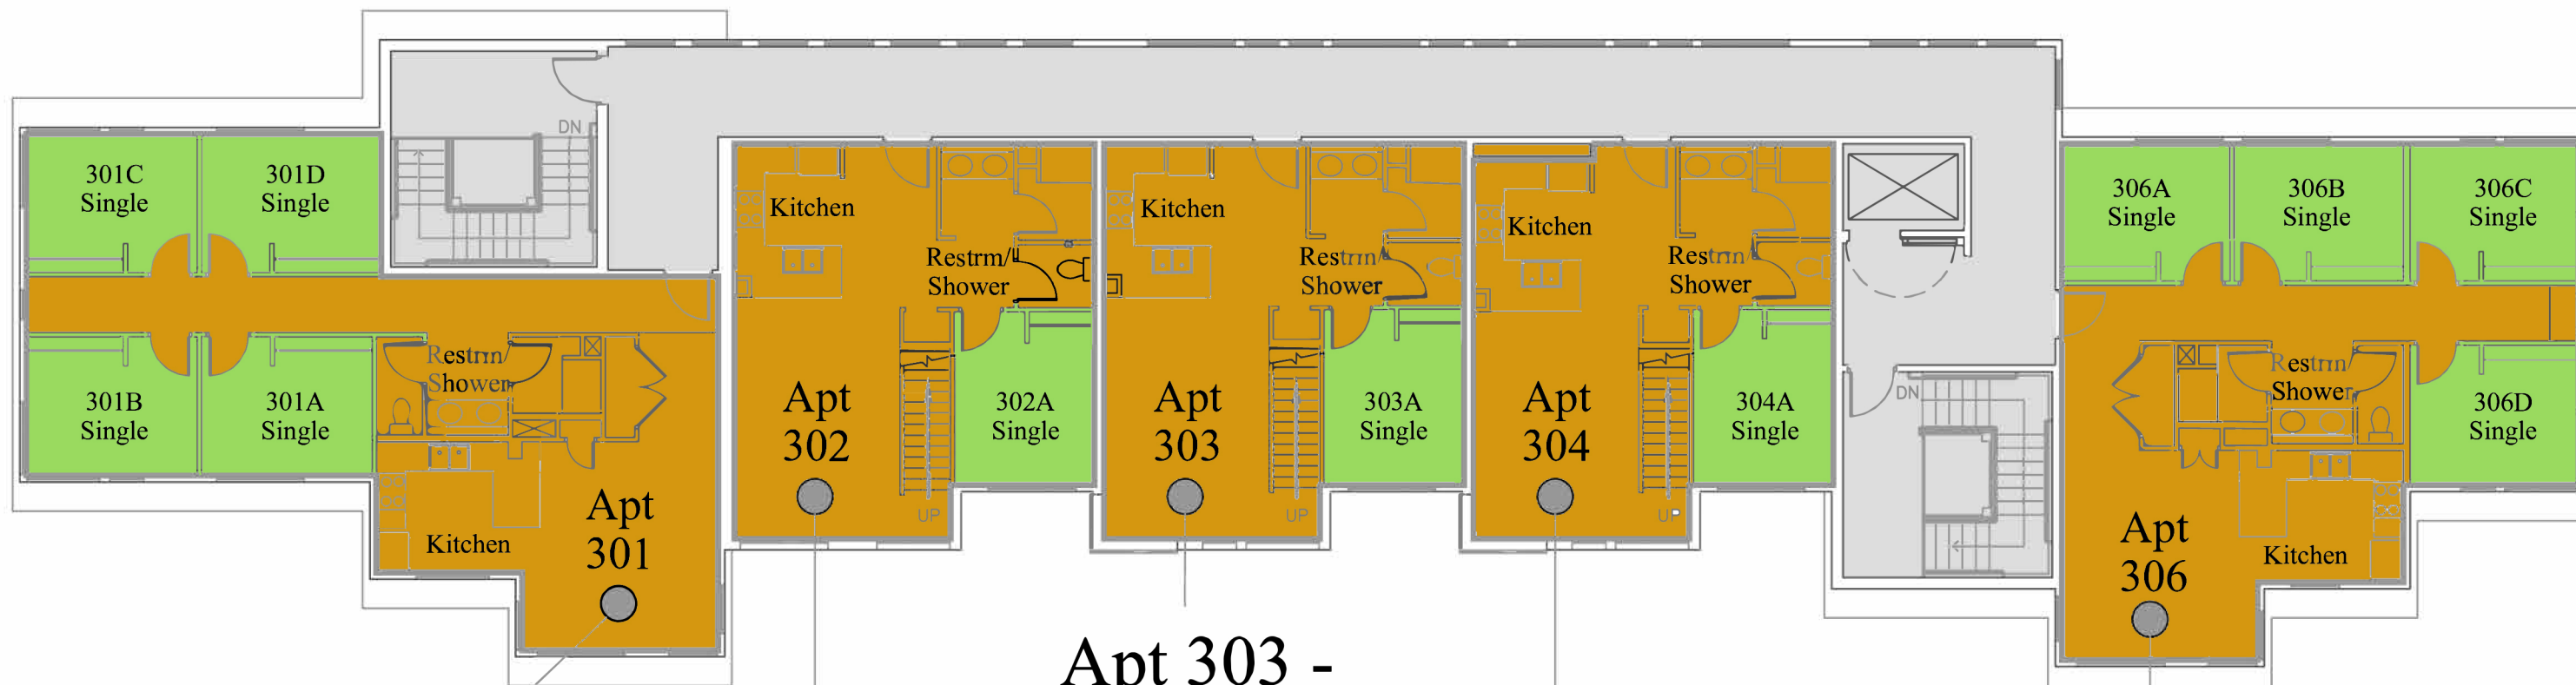 DN
301C
Single
301D
Single
306A
Single
306B
Single
306C
Single
Kitchen
Kitchen
Kitchen
Restrm/
Shower
Restrm/
Shower
Restrm/
Shower
Restrm/
Shower
Restrm/
Shower
301B
Single
301A
Single
Apt
302
302A
Single
Apt
303
303A
Single
Apt
304
304A
Single
DN
306D
Single
UP
UP
UP
Apt
301
Kitchen
Apt
306
Kitchen
Apt 303 -